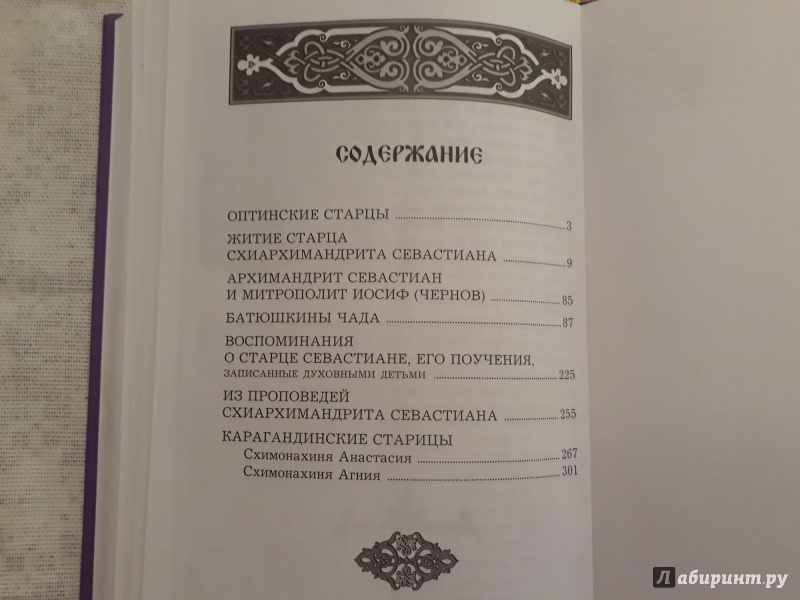 СОДЕРЖАНИЕ
ОПТИНСКИЕ СТАРЦЫ ........ 3
ЖИТИЕ СТАРЦА
СХИАРХИМАНДРИТА СЕВАСТИАНА ........ 9
АРХИМАНДРИТ СЕВАСТИАН
И МИТРОПОЛИТ ИОСИФ (ЧЕРНОВ) ........ 85
БАТЮШКИНЫ ЧАДА ........ 87
ВОСПОМИНАНИЯ
О СТАРЦЕ СЕВАСТИАНЕ, ЕГО ПОУЧЕНИЯ,
ЗАПИСАННЫЕ ДУХОВНЫМИ ДЕТЬМИ ........ 225
ИЗ ПРОПОВЕДЕЙ
СХИАРХИМАНДРИТА СЕВАСТИАНА ........ 255
КАРАГАНДИНСКИЕ СТАРИЦЫ
Схимонахиня Анастасия ........ 267
Схимонахиня Агния ........ 301
Лабиринт.ру